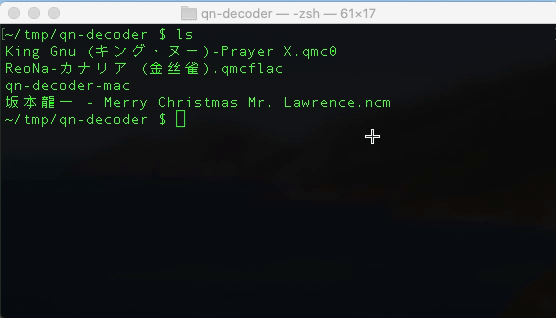 qn-decoder — -zsh — 61×17
~/tmp/qn-decoder $ ls
King Gnu (キング・ヌー)-Prayer X.qmc0
ReoNa-カナリア (金丝雀).qmcflac
qn-decoder-mac
坂本龍一 - Merry Christmas Mr. Lawrence.ncm
~/tmp/qn-decoder $